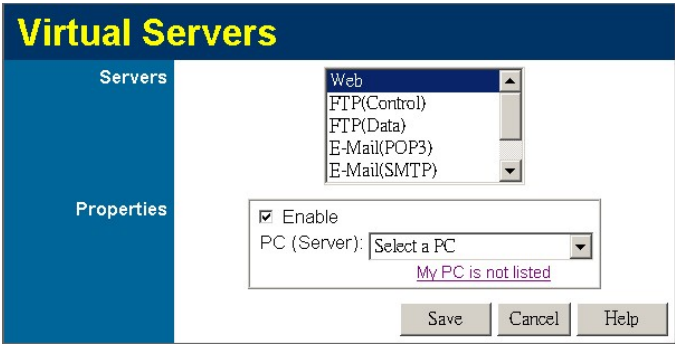 Virtual Servers
Servers
Web
FTP(Control)
FTP(Data)
E-Mail(POP3)
E-Mail(SMTP)
Properties
Enable
PC (Server): Select a PC
My PC is not listed
Save Cancel Help